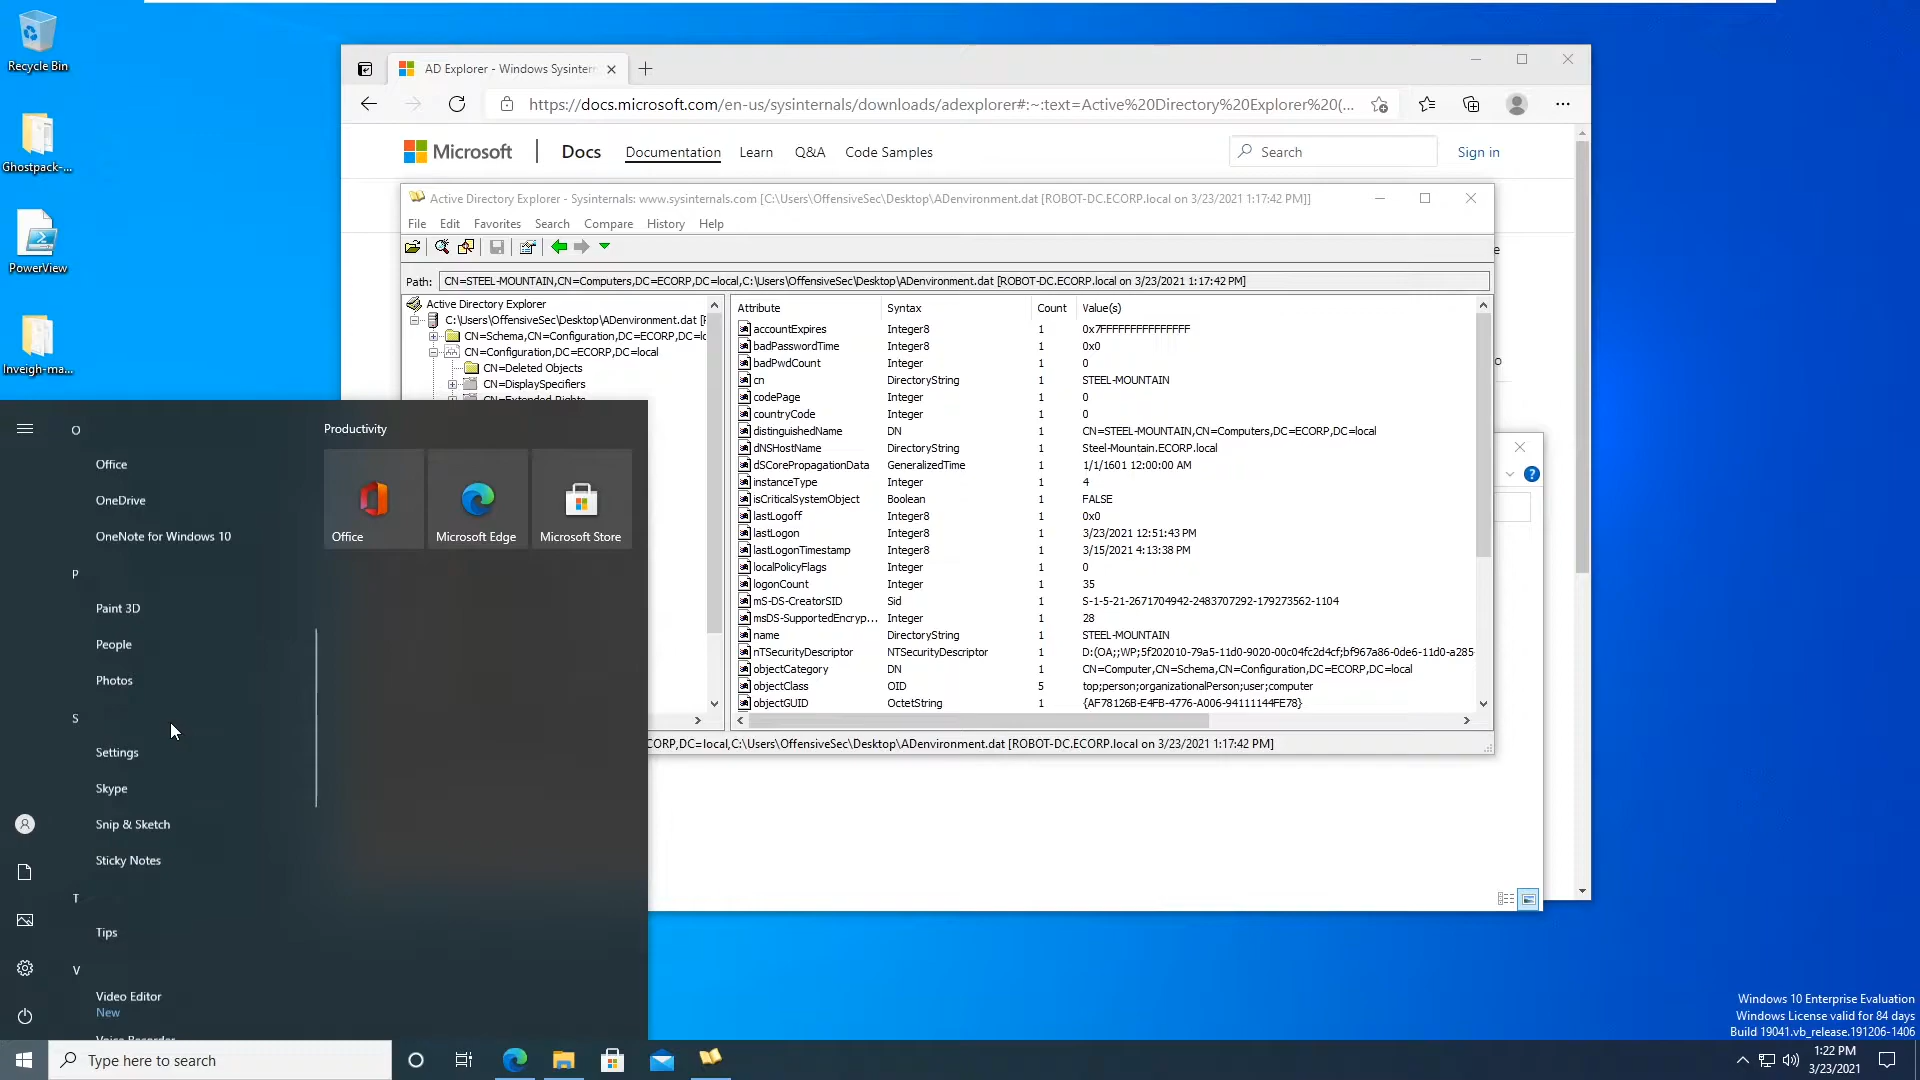 Recycle Bin
Ghostpack-...
PowerView
Inveigh-ma...
AD Explorer - Windows Sysintern
https://docs.microsoft.com/en-us/sysinternals/downloads/adexplorer#:~:text=Active%20Directory%20Explorer%20(...
Microsoft
Docs
Documentation
Learn
Q&A
Code Samples
Search
Sign in
Active Directory Explorer - Sysinternals: www.sysinternals.com [C:\Users\OffensiveSec\Desktop\ADenvironment.dat [ROBOT-DC.ECORP.local on 3/23/2021 1:17:42 PM]]
File Edit Favorites Search Compare History Help
Path: CN=STEEL-MOUNTAIN,CN=Computers,DC=ECORP,DC=local,C:\Users\OffensiveSec\Desktop\ADenvironment.dat [ROBOT-DC.ECORP.local on 3/23/2021 1:17:42 PM]
Active Directory Explorer
C:\Users\OffensiveSec\Desktop\ADenvironment.dat [F
CN=Schema,CN=Configuration,DC=ECORP,DC=lc
CN=Configuration,DC=ECORP,DC=local
CN=Deleted Objects
CN=DisplaySpecifiers
CN=Extended-Rights
Attribute Syntax Count Value(s)
accountExpires Integer8 1 0x7FFFFFFFFFFFFFFF
badPasswordTime Integer8 1 0x0
badPwdCount Integer 1 0
cn DirectoryString 1 STEEL-MOUNTAIN
codePage Integer 1 0
countryCode Integer 1 0
distinguishedName DN 1 CN=STEEL-MOUNTAIN,CN=Computers,DC=ECORP,DC=local
dNSHostName DirectoryString 1 Steel-Mountain.ECORP.local
dSCorePropagationData GeneralizedTime 1 1/1/1601 12:00:00 AM
instanceType Integer 1 4
isCriticalSystemObject Boolean 1 FALSE
lastLogoff Integer8 1 0x0
lastLogon Integer8 1 3/23/2021 12:51:43 PM
lastLogonTimestamp Integer8 1 3/15/2021 4:13:38 PM
localPolicyFlags Integer 1 0
logonCount Integer 1 35
mS-DS-CreatorSID Sid 1 S-1-5-21-2671704942-2483707292-179273562-1104
msDS-SupportedEncryp... Integer 1 28
name DirectoryString 1 STEEL-MOUNTAIN
nTSecurityDescriptor NTSecurityDescriptor 1 D:(OA;;WP;5f202010-79a5-11d0-9020-00c04fc2d4cf;bf967a86-0de6-11d0-a285-
objectCategory DN 1 CN=Computer,CN=Schema,CN=Configuration,DC=ECORP,DC=local
objectClass OID 5 top;person;organizationalPerson;user;computer
objectGUID OctetString 1 {AF78126B-E4FB-4776-A006-94111144FE78}
CORP,DC=local,C:\Users\OffensiveSec\Desktop\ADenvironment.dat [ROBOT-DC.ECORP.local on 3/23/2021 1:17:42 PM]
e
o
O
Office
OneDrive
OneNote for Windows 10
P
Paint 3D
People
Photos
S
Settings
Skype
Snip & Sketch
Sticky Notes
T
Tips
V
Video Editor
New
Voice Recorder
Productivity
Office
Microsoft Edge
Microsoft Store
Type here to search
Windows 10 Enterprise Evaluation
Windows License valid for 84 days
Build 19041.vb_release.191206-1406
1:22 PM
3/23/2021